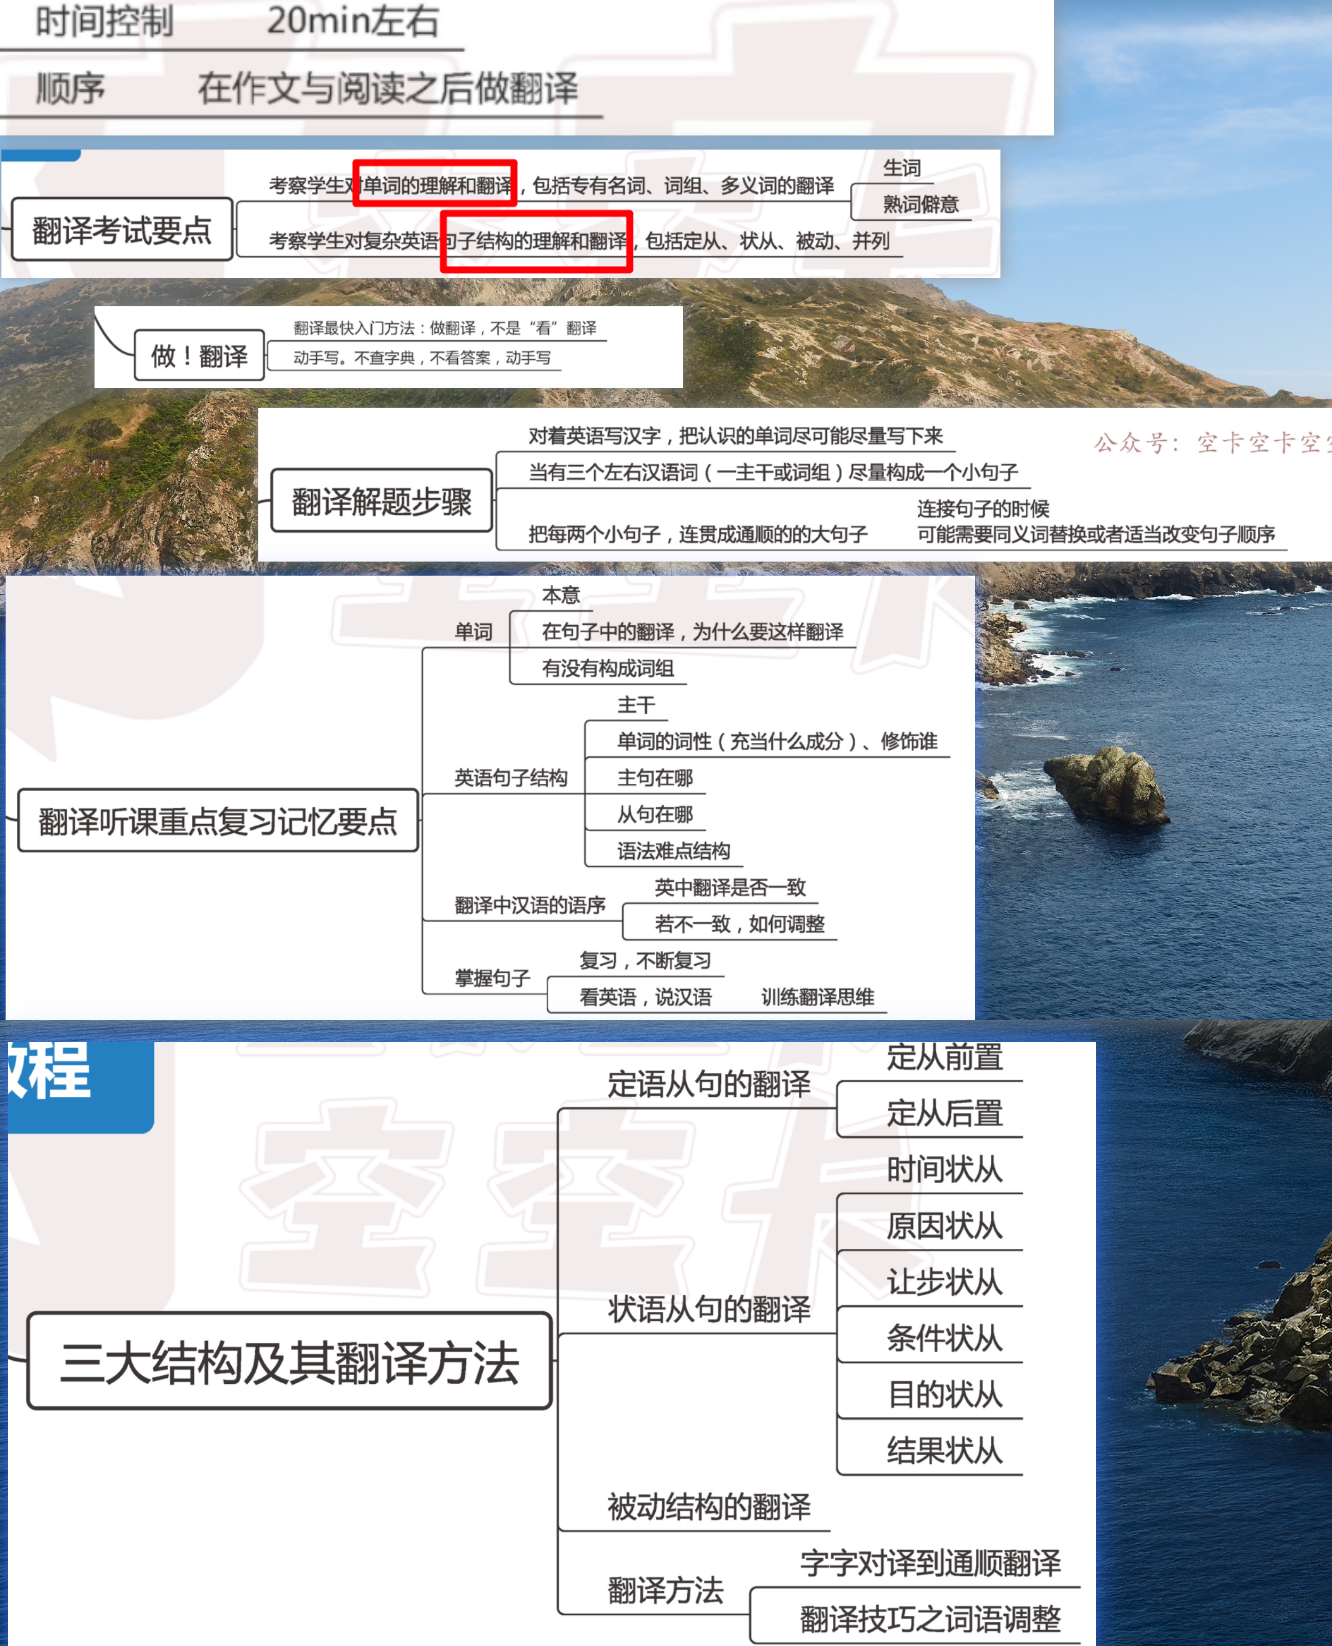 时间控制 20min左右
顺序 在作文与阅读之后做翻译
翻译考试要点
考察学生对单词的理解和翻译，包括专有名词、词组、多义词的翻译
生词
熟词僻意
考察学生对复杂英语句子结构的理解和翻译，包括定从、状从、被动、并列
做！翻译
翻译最快入门方法：做翻译，不是“看”翻译
动手写。不查字典，不看答案，动手写
公众号：空卡空卡空
翻译解题步骤
对着英语写汉字，把认识的单词尽可能尽量写下来
当有三个左右汉语词（一主干或词组）尽量构成一个小句子
把每两个小句子，连贯成通顺的的大句子
连接句子的时候
可能需要同义词替换或者适当改变句子顺序
翻译听课重点复习记忆要点
单词
本意
在句子中的翻译，为什么要这样翻译
有没有构成词组
英语句子结构
主干
单词的词性（充当什么成分）、修饰谁
主句在哪
从句在哪
语法难点结构
翻译中汉语的语序
英中翻译是否一致
若不一致，如何调整
掌握句子
复习，不断复习
看英语，说汉语 训练翻译思维
程
空空卡
三大结构及其翻译方法
定语从句的翻译
定从前置
定从后置
状语从句的翻译
时间状从
原因状从
让步状从
条件状从
目的状从
结果状从
被动结构的翻译
翻译方法
字字对译到通顺翻译
翻译技巧之词语调整